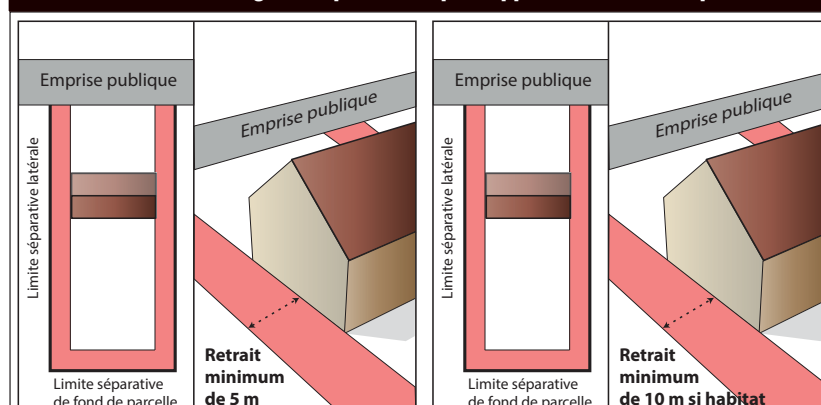 Emprise publique
Emprise publique
Limite séparative latérale
Retrait
minimum
de 5 m
Limite séparative
de fond de parcelle
Emprise publique
Emprise publique
Limite séparative latérale
Retrait
minimum
de 10 m si habitat
Limite séparative
de fond de parcelle